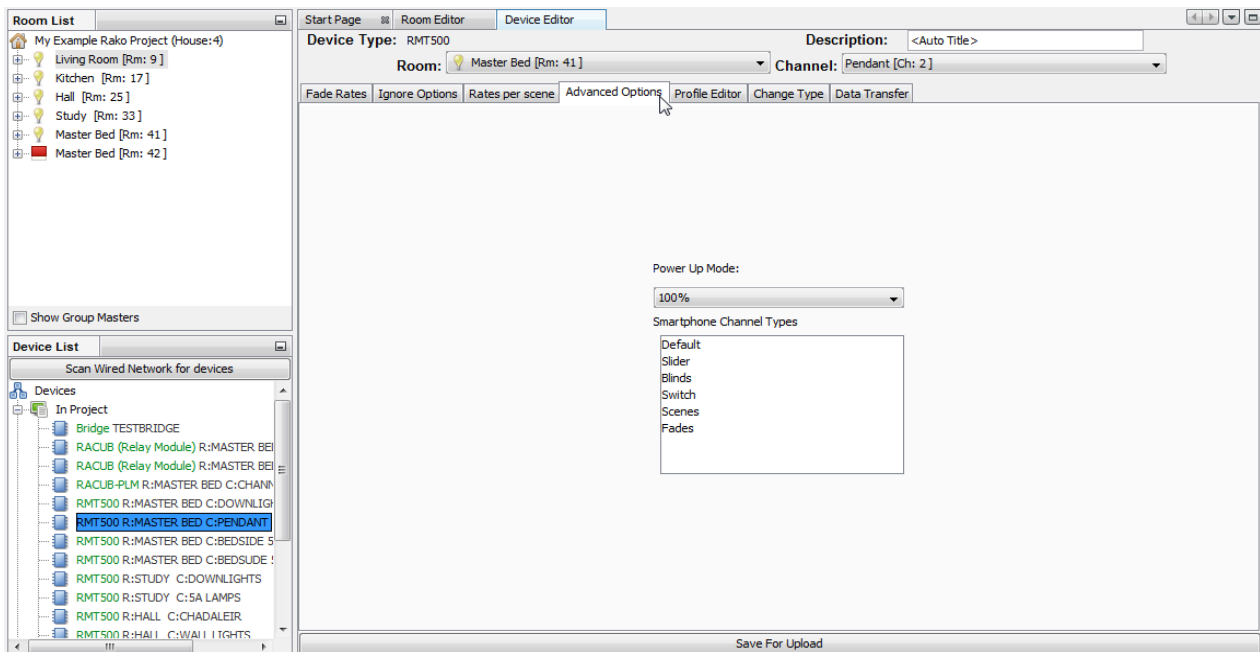 Room List
My Example Rako Project (House:4)
Living Room [Rm: 9 ]
Kitchen [Rm: 17 ]
Hall [Rm: 25 ]
Study [Rm: 33 ]
Master Bed [Rm: 41 ]
Master Bed [Rm: 42 ]
Show Group Masters
Device List
Scan Wired Network for devices
Devices
In Project
Bridge TESTBRIDGE
RACUB (Relay Module) R:MASTER BE
RACUB (Relay Module) R:MASTER BE
RACUB-PLM R:MASTER BED C:CHANN
RMT500 R:MASTER BED C:DOWNLIGH
RMT500 R:MASTER BED C:PENDANT
RMT500 R:MASTER BED C:BEDSIDE 5
RMT500 R:MASTER BED C:BEDSUDE 5
RMT500 R:STUDY C:DOWNLIGHTS
RMT500 R:STUDY C:5A LAMPS
RMT500 R:HALL C:CHADALEIR
RMT500 R:HALL C:WALL LIGHTS
Start Page Room Editor Device Editor
Device Type: RMT500 Description: <Auto Title>
Room: Master Bed [Rm: 41 ] Channel: Pendant [Ch: 2 ]
Fade Rates Ignore Options Rates per scene Advanced Options Profile Editor Change Type Data Transfer
Power Up Mode:
100%
Smartphone Channel Types
Default
Slider
Blinds
Switch
Scenes
Fades
Save For Upload